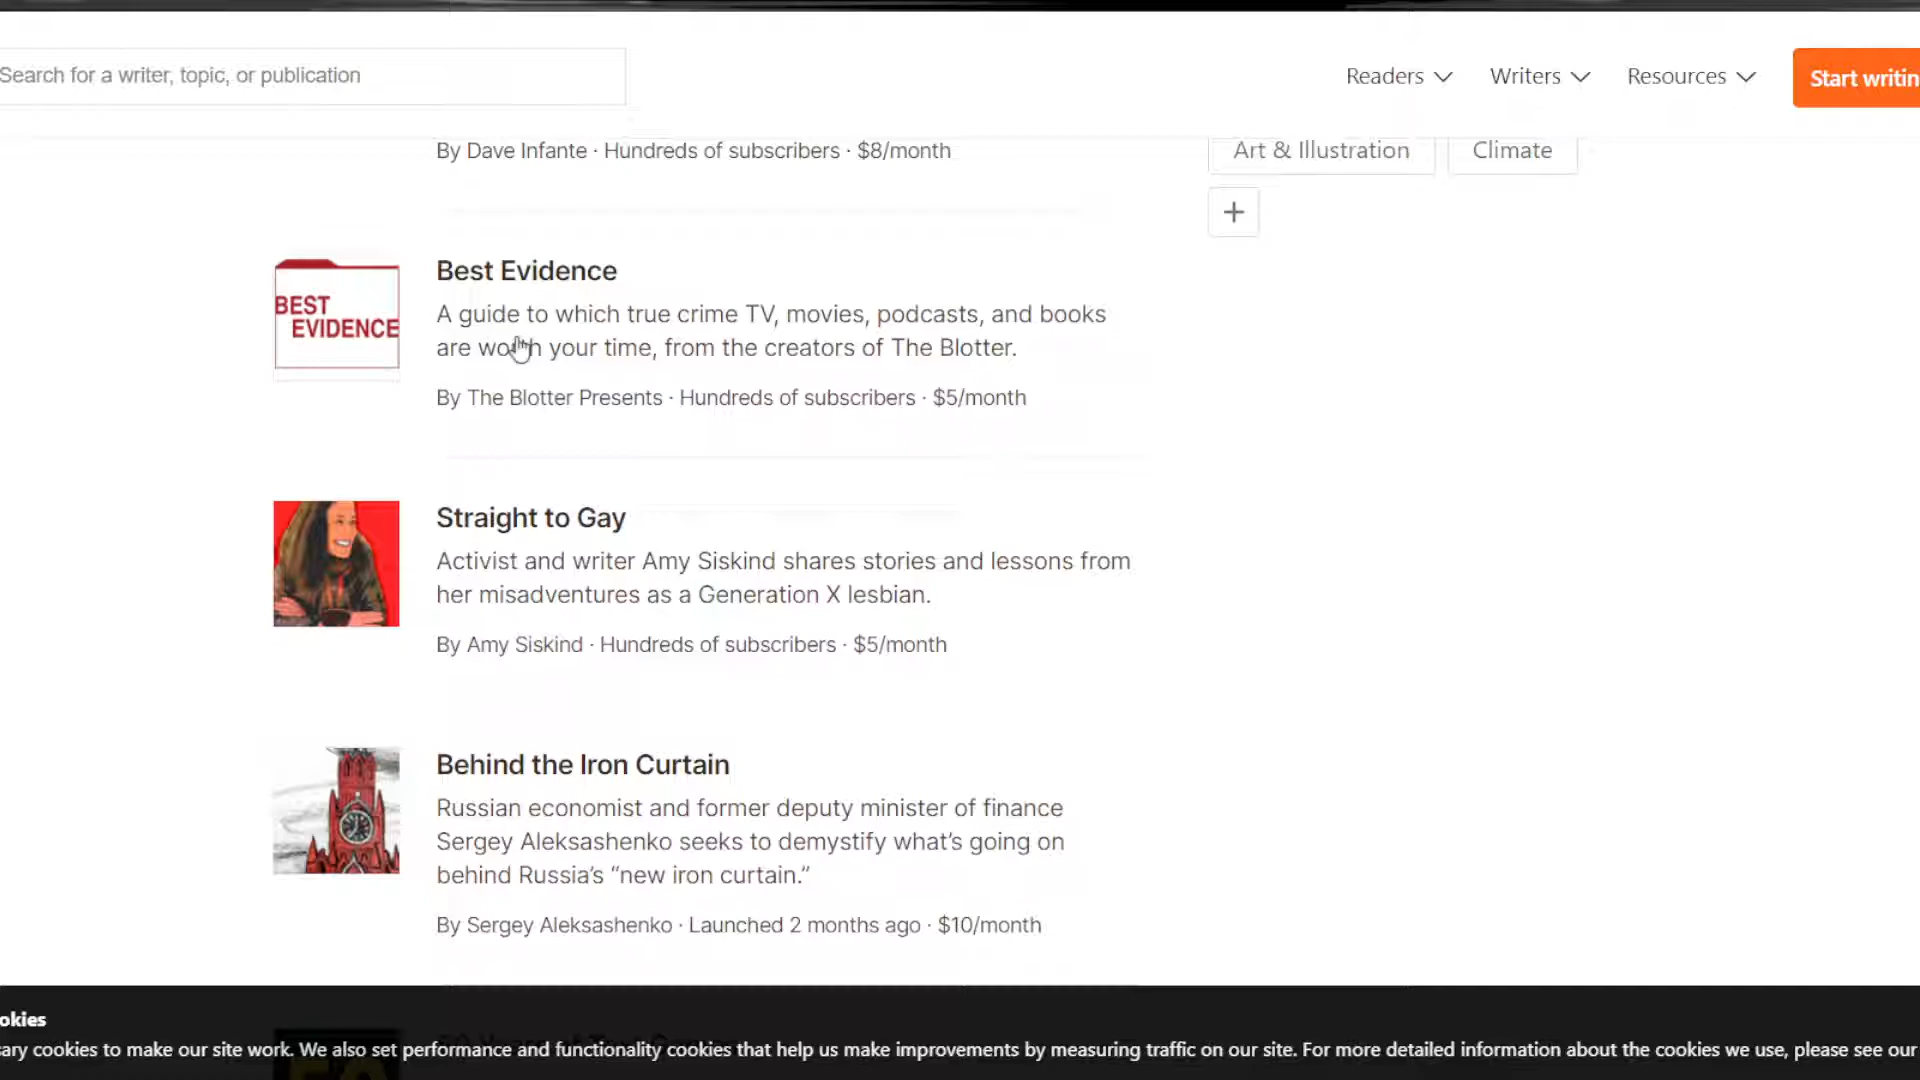 Search for a writer, topic, or publication
Readers
Writers
Resources
Start writin
By Dave Infante · Hundreds of subscribers · $8/month
Art & Illustration
Climate
+
BEST
EVIDENCE
Best Evidence
A guide to which true crime TV, movies, podcasts, and books
are worth your time, from the creators of The Blotter.
By The Blotter Presents · Hundreds of subscribers · $5/month
Straight to Gay
Activist and writer Amy Siskind shares stories and lessons from
her misadventures as a Generation X lesbian.
By Amy Siskind · Hundreds of subscribers · $5/month
Behind the Iron Curtain
Russian economist and former deputy minister of finance
Sergey Aleksashenko seeks to demystify what's going on
behind Russia's “new iron curtain.”
By Sergey Aleksashenko · Launched 2 months ago · $10/month
okies
ary cookies to make our site work. We also set performance and functionality cookies that help us make improvements by measuring traffic on our site. For more detailed information about the cookies we use, please see our